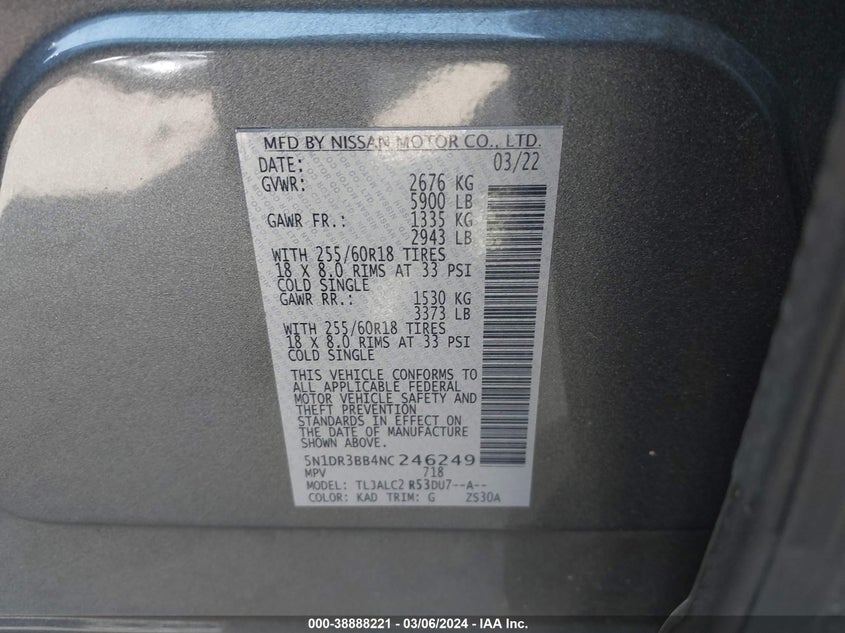 MFD BY NISSAN MOTOR CO., LTD.
DATE: 03/22
GVWR: 2676 KG
5900 LB
GAWR FR.: 1335 KG
2943 LB
WITH 255/60R18 TIRES
18 X 8.0 RIMS AT 33 PSI
COLD SINGLE
GAWR RR.: 1530 KG
3373 LB
WITH 255/60R18 TIRES
18 X 8.0 RIMS AT 33 PSI
COLD SINGLE
THIS VEHICLE CONFORMS TO
ALL APPLICABLE FEDERAL
MOTOR VEHICLE SAFETY AND
THEFT PREVENTION
STANDARDS IN EFFECT ON
THE DATE OF MANUFACTURE
SHOWN ABOVE.
5N1DR3BB4NC246249
MPV 718
MODEL: TL3ALC2 R53DU7--A--
COLOR: KAD TRIM: G ZS30A
000-38888221 - 03/06/2024 - IAA Inc.